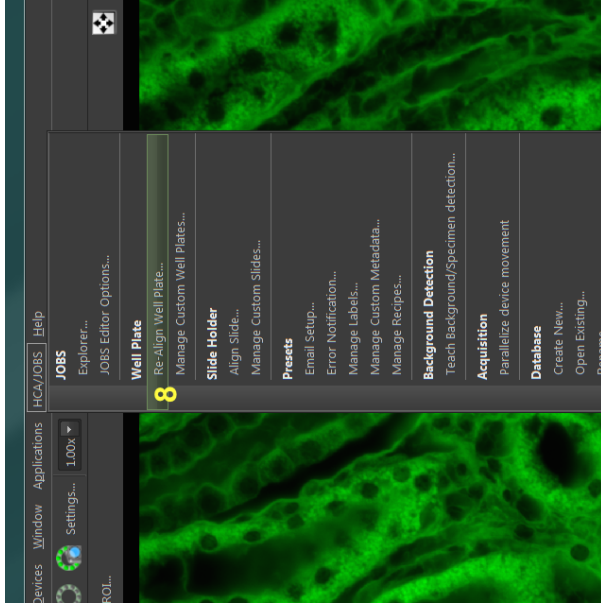 Devices Window Applications HCA/JOBS Help
Settings... 1.00x
ROI...
JOBS
Explorer...
JOBS Editor Options...
Well Plate
8 Re-Align Well Plate...
Manage Custom Well Plates...
Slide Holder
Align Slide...
Manage Custom Slides...
Presets
Email Setup...
Error Notification...
Manage Labels...
Manage Custom Metadata...
Manage Recipes...
Background Detection
Teach Background/Specimen detection...
Acquisition
Parallelize device movement
Database
Create New...
Open Existing...